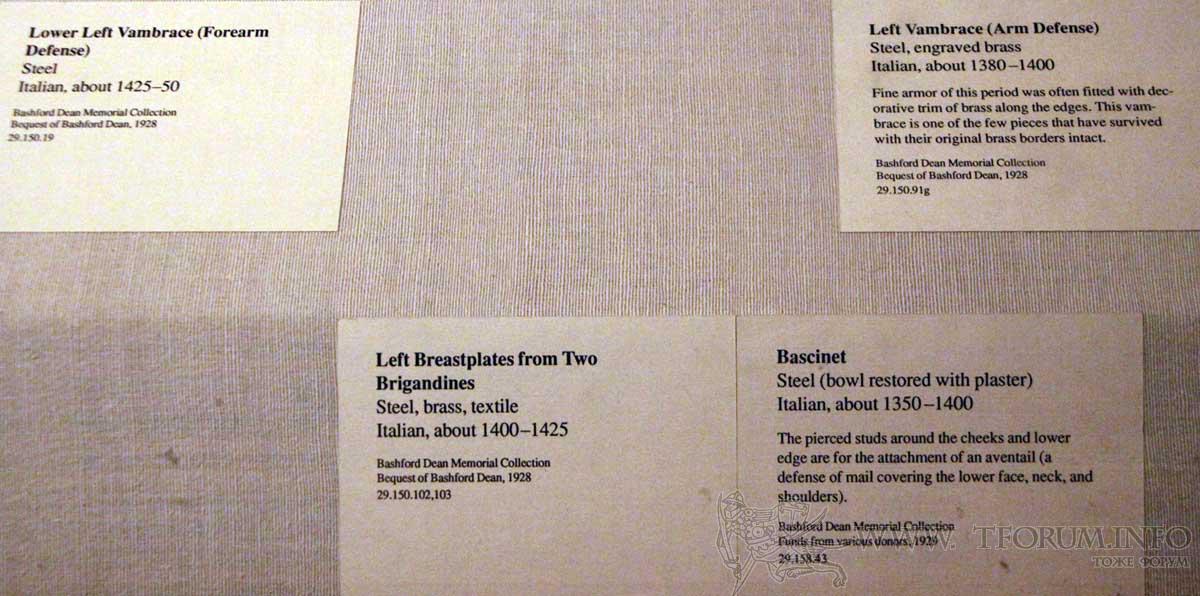 Lower Left Vambrace (Forearm
Defense)
Steel
Italian, about 1425–50
Bashford Dean Memorial Collection
Bequest of Bashford Dean, 1928
29.150.19
Left Vambrace (Arm Defense)
Steel, engraved brass
Italian, about 1380–1400
Fine armor of this period was often fitted with dec-
orative trim of brass along the edges. This vam-
brace is one of the few pieces that have survived
with their original brass borders intact.
Bashford Dean Memorial Collection
Bequest of Bashford Dean, 1928
29.150.91g
Left Breastplates from Two
Brigandines
Steel, brass, textile
Italian, about 1400–1425
Bashford Dean Memorial Collection
Bequest of Bashford Dean, 1928
29.150.102,103
Bascinet
Steel (bowl restored with plaster)
Italian, about 1350–1400
The pierced studs around the cheeks and lower
edge are for the attachment of an aventail (a
defense of mail covering the lower face, neck, and
shoulders).
Bashford Dean Memorial Collection
Funds from various donors, 1929
29.158.43
WWW. TFORUM.INFO
ТОЖЕ ФОРУМ